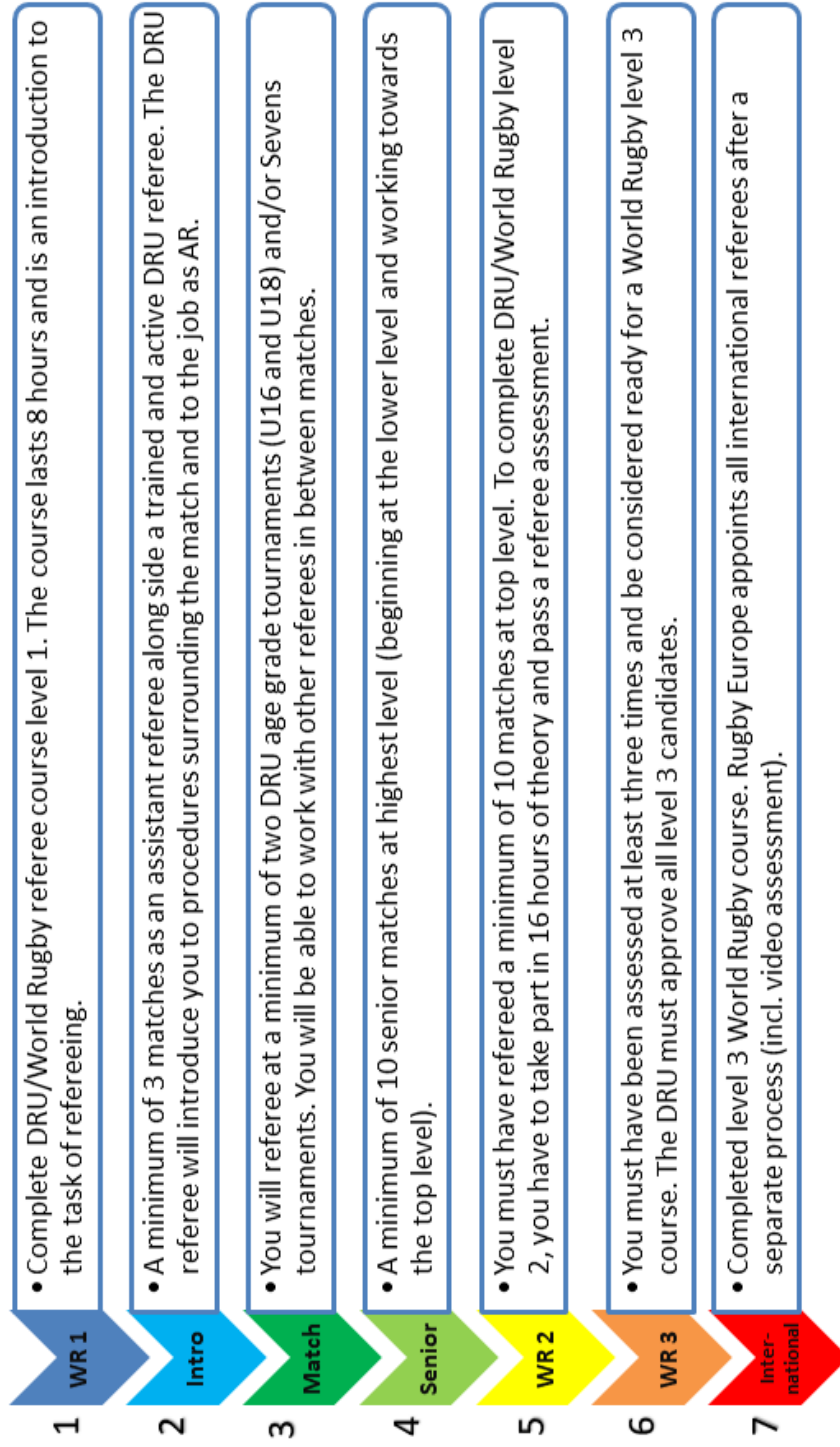 1
WR 1
• Complete DRU/World Rugby referee course level 1. The course lasts 8 hours and is an introduction to
the task of refereeing.
2
Intro
• A minimum of 3 matches as an assistant referee along side a trained and active DRU referee. The DRU
referee will introduce you to procedures surrounding the match and to the job as AR.
3
Match
• You will referee at a minimum of two DRU age grade tournaments (U16 and U18) and/or Sevens
tournaments. You will be able to work with other referees in between matches.
4
Senior
• A minimum of 10 senior matches at highest level (beginning at the lower level and working towards
the top level).
5
WR 2
• You must have refereed a minimum of 10 matches at top level. To complete DRU/World Rugby level
2, you have to take part in 16 hours of theory and pass a referee assessment.
6
WR 3
• You must have been assessed at least three times and be considered ready for a World Rugby level 3
course. The DRU must approve all level 3 candidates.
7
Inter-
national
• Completed level 3 World Rugby course. Rugby Europe appoints all international referees after a
separate process (incl. video assessment).